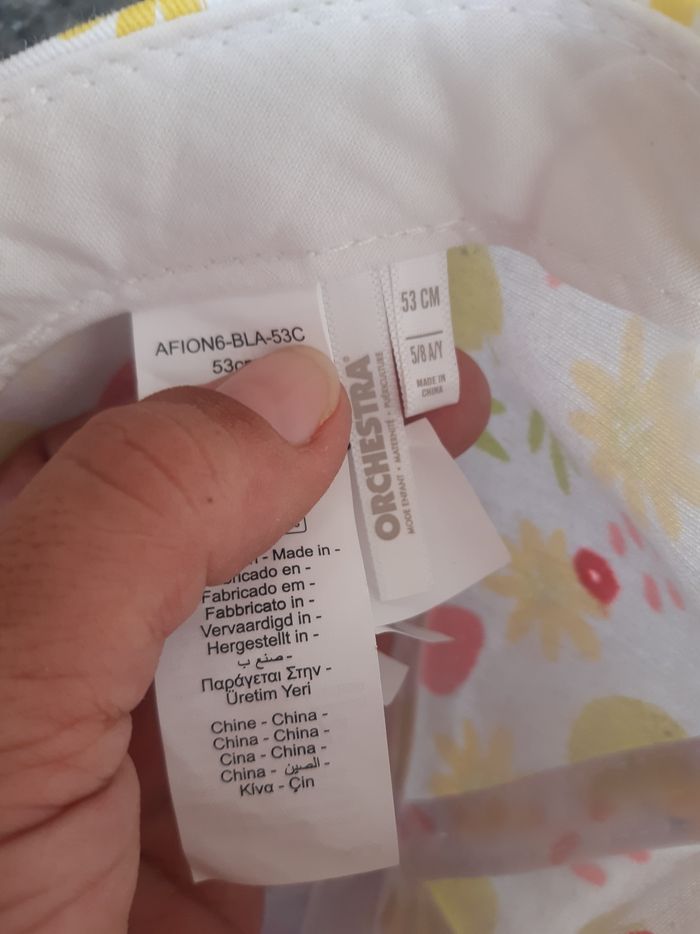 AFION6-BLA-53C
ORCHESTRA
MODE ENFANT • MATERNITÉ • PUÉRICULTURE
53 CM
5/8 A/Y
MADE IN
CHINA
- Made in -
Fabricado em -
Fabbricato in -
Vervaardigd in -
Hergestellt in -
صنع ب -
Παράγεται Στην -
Üretim Yeri
Chine - China -
China - China -
Cina - China -
China - الصين -
Κίνα - Çin